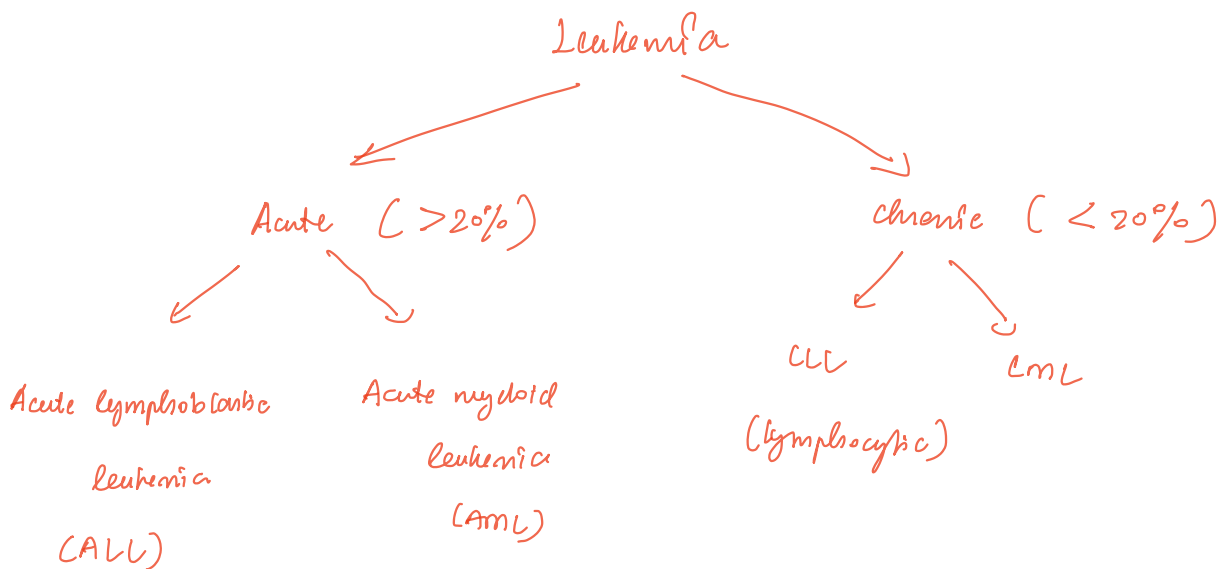 Leukemia
Acute (>20%)
chronic (<20%)
Acute lymphoblastic
leukemia
(ALL)
Acute myeloid
leukemia
(AML)
CLL
(lymphocytic)
CML